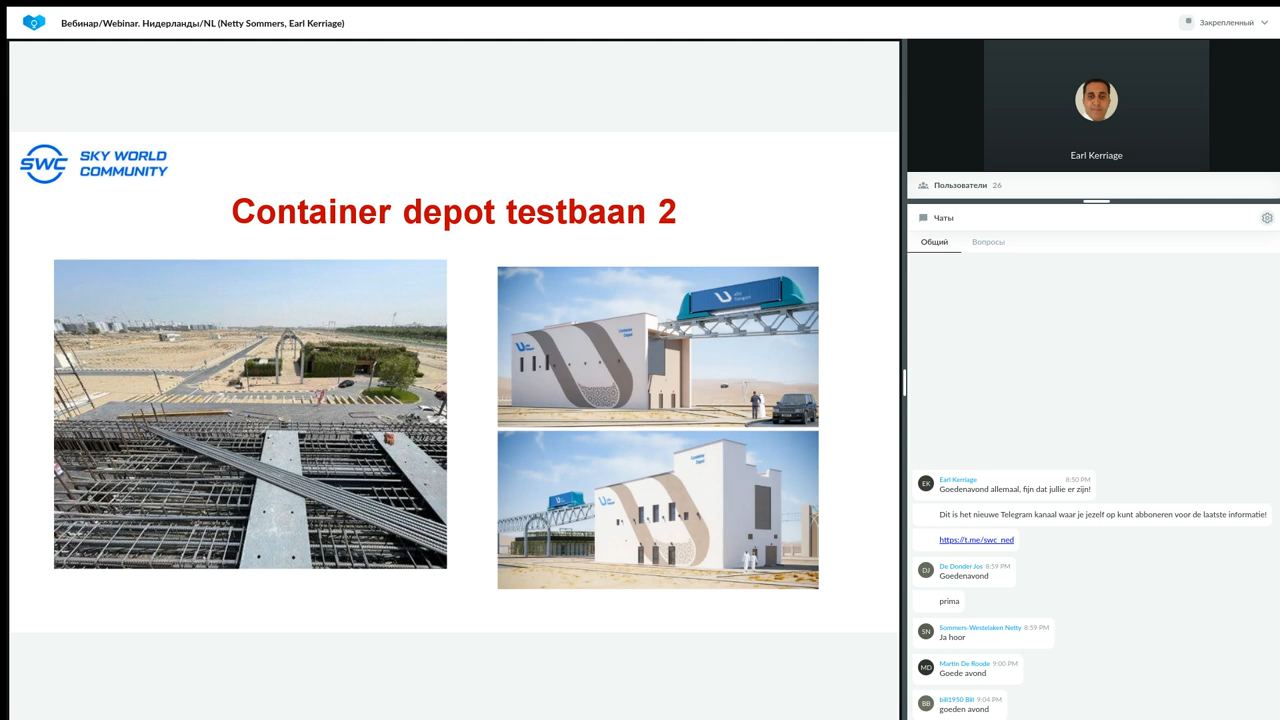 Вебинар/Webinar. Нидерланды/NL (Netty Sommers, Earl Kerriage)
Закрепленный
SWC SKY WORLD
COMMUNITY
Container depot testbaan 2
Earl Kerriage
Пользователи 26
Чаты
Общий Вопросы
EK
Earl Kerriage 8:50 PM
Goedenavond allemaal, fijn dat jullie er zijn!
Dit is het nieuwe Telegram kanaal waar je jezelf op kunt abboneren voor de laatste informatie!
https://t.me/swc_ned
DJ
De Donder Jos 8:59 PM
Goedenavond
prima
SN
Sommers-Westelaken Netty 8:59 PM
Ja hoor
MD
Martin De Roode 9:00 PM
Goede avond
BB
bill1950 Bill 9:04 PM
goeden avond